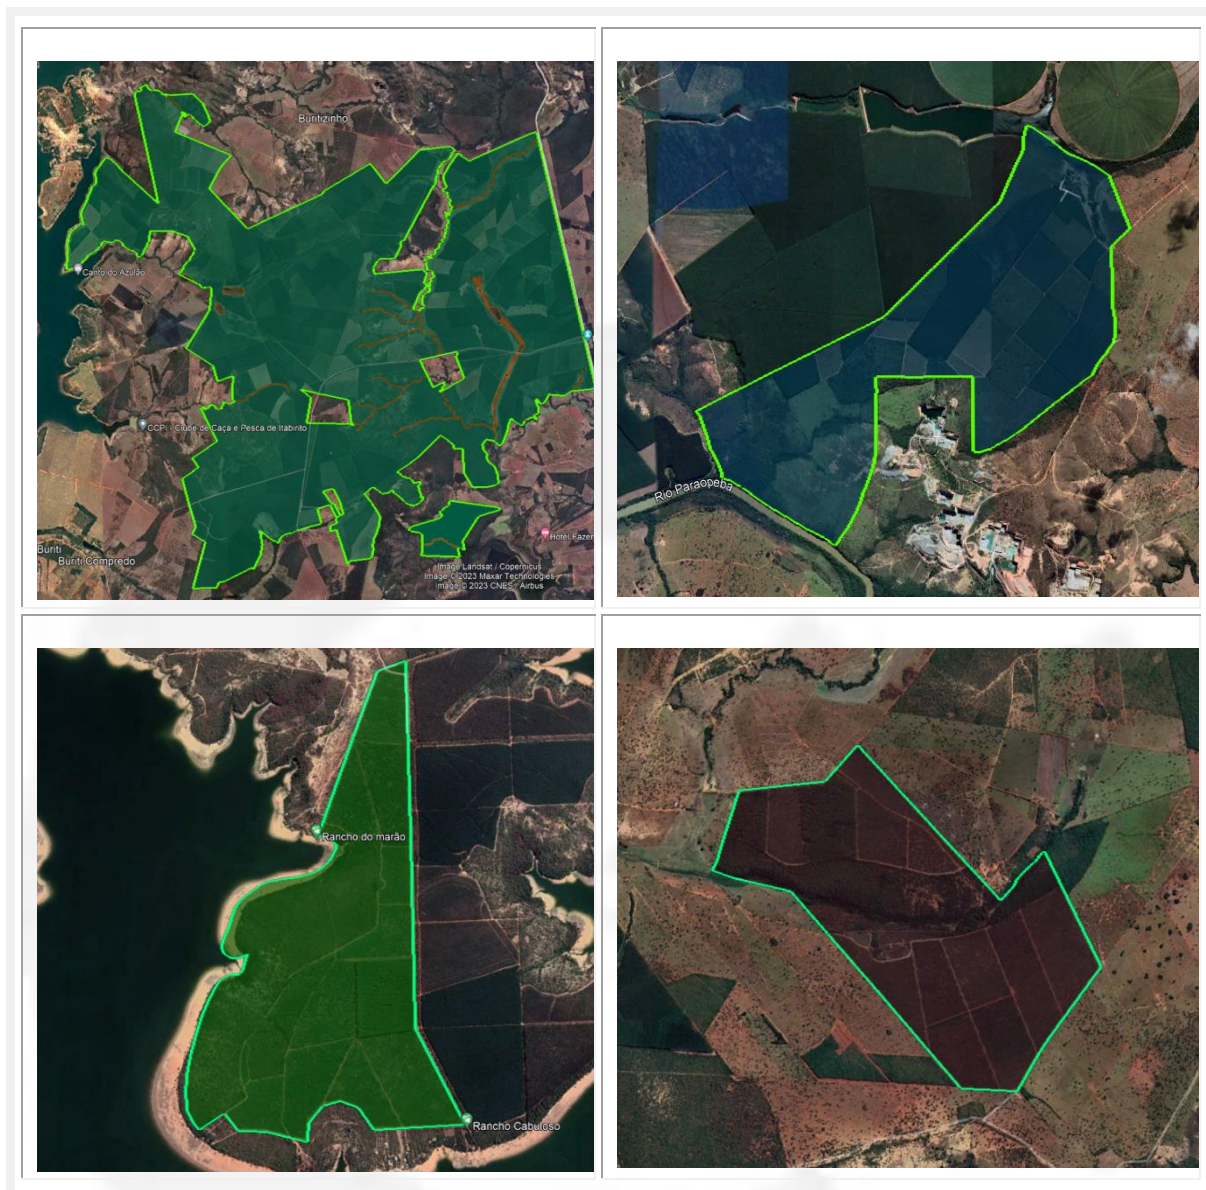 Buritizinho
Canto do Azulão
CCPI - Clube de Caça e Pesca de Itabirito
Hotel Fazen
Buriti
Buriti Compredo
Image Landsat / Copernicus
Image © 2023 Maxar Technologies
Image © 2023 CNES / Airbus
Rio Paraopeba
Rancho do marão
Rancho Cabuloso